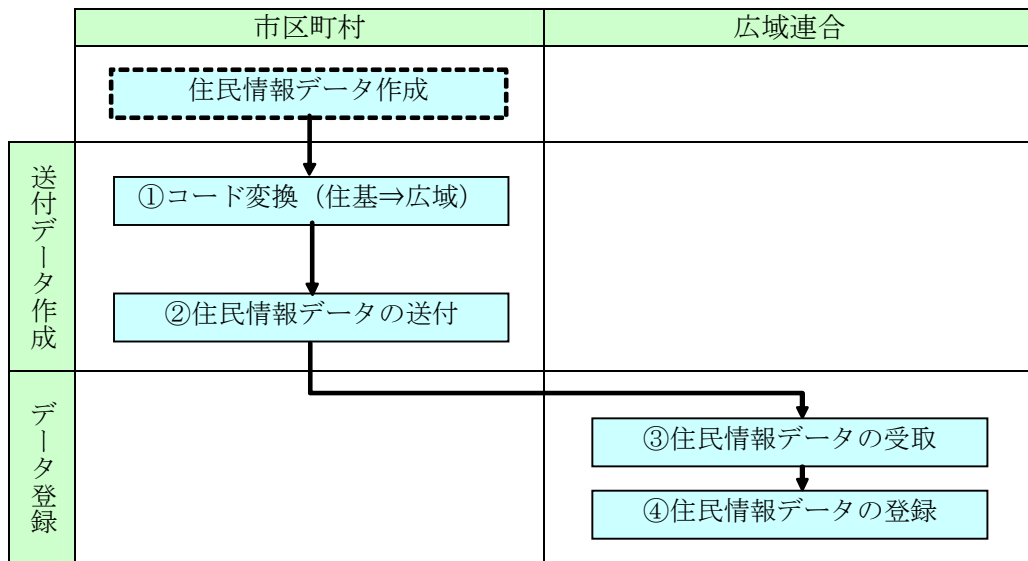 市区町村
広域連合
住民情報データ作成
送付データ作成
①コード変換（住基⇒広域）
②住民情報データの送付
データ登録
③住民情報データの受取
④住民情報データの登録